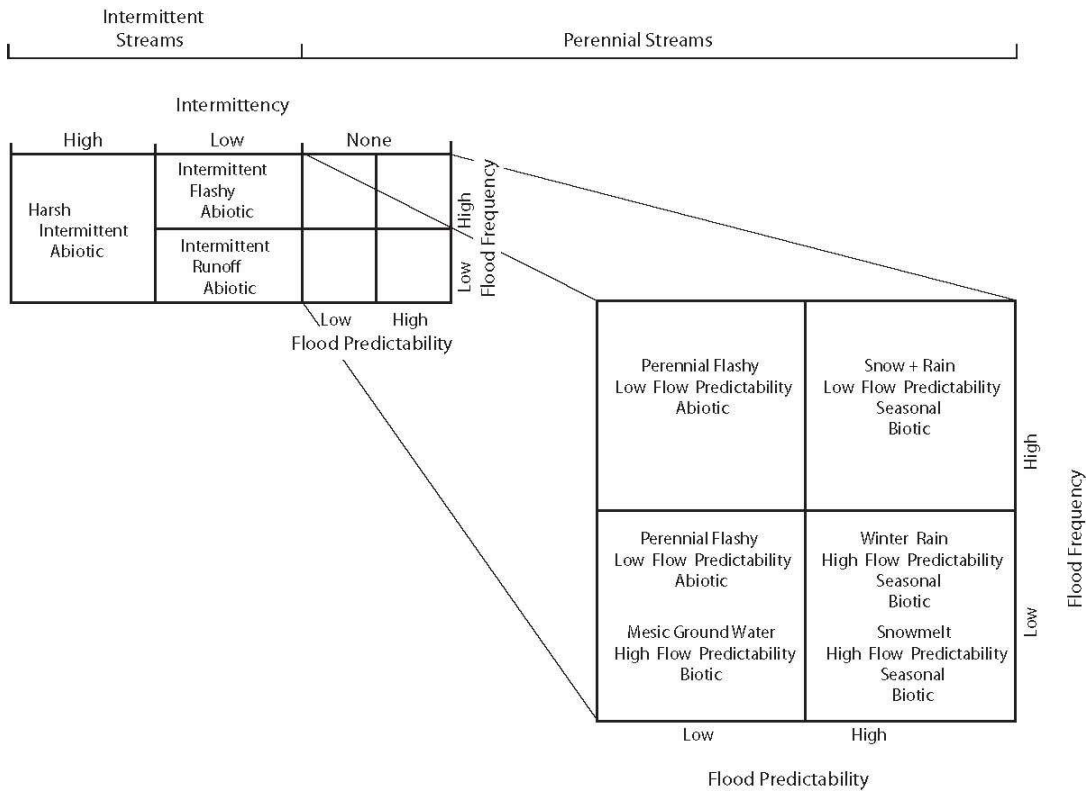 Intermittent
Streams
Perennial Streams
Intermittency
High
Low
None
Harsh
Intermittent
Abiotic
Intermittent
Flashy
Abiotic
Intermittent
Runoff
Abiotic
High
Low
Flood Frequency
Low
High
Flood Predictability
Perennial Flashy
Low Flow Predictability
Abiotic
Snow + Rain
Low Flow Predictability
Seasonal
Biotic
Perennial Flashy
Low Flow Predictability
Abiotic
Mesic Ground Water
High Flow Predictability
Biotic
Winter Rain
High Flow Predictability
Seasonal
Biotic
Snowmelt
High Flow Predictability
Seasonal
Biotic
High
Low
Flood Frequency
Low
High
Flood Predictability